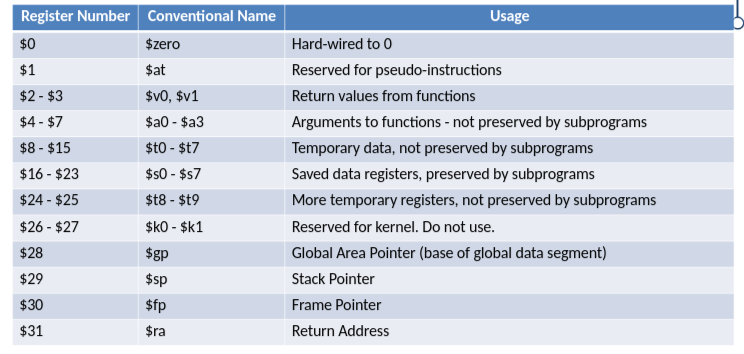 Register Number Conventional Name Usage
$0 $zero Hard-wired to 0
$1 $at Reserved for pseudo-instructions
$2 - $3 $v0, $v1 Return values from functions
$4 - $7 $a0 - $a3 Arguments to functions - not preserved by subprograms
$8 - $15 $t0 - $t7 Temporary data, not preserved by subprograms
$16 - $23 $s0 - $s7 Saved data registers, preserved by subprograms
$24 - $25 $t8 - $t9 More temporary registers, not preserved by subprograms
$26 - $27 $k0 - $k1 Reserved for kernel. Do not use.
$28 $gp Global Area Pointer (base of global data segment)
$29 $sp Stack Pointer
$30 $fp Frame Pointer
$31 $ra Return Address